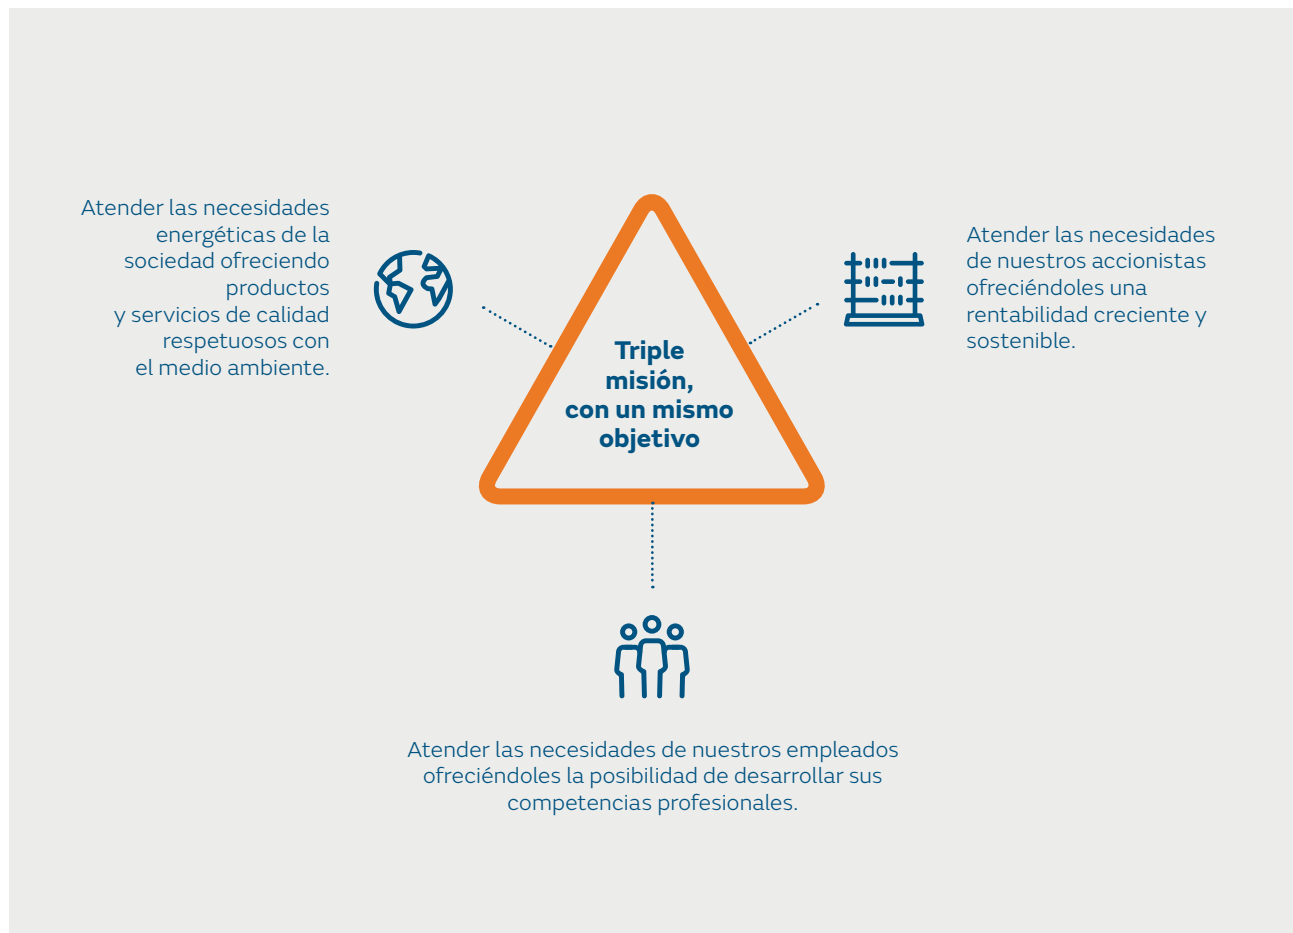 Atender las necesidades
energéticas de la
sociedad ofreciendo
productos
y servicios de calidad
respetuosos con
el medio ambiente.
Triple
misión,
con un mismo
objetivo
Atender las necesidades
de nuestros accionistas
ofreciéndoles una
rentabilidad creciente y
sostenible.
Atender las necesidades de nuestros empleados
ofreciéndoles la posibilidad de desarrollar sus
competencias profesionales.